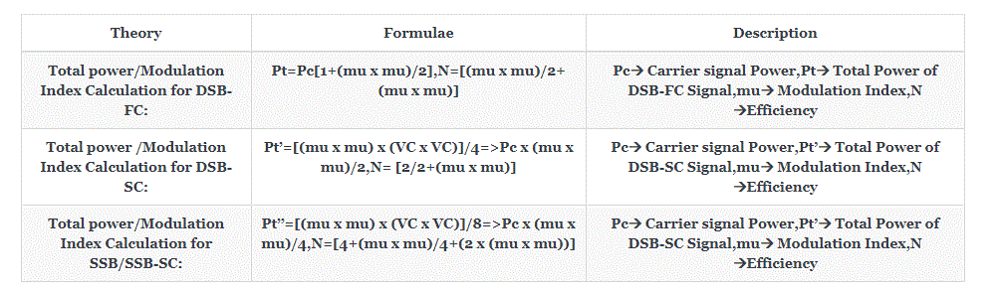 Theory Formulae Description
Total power/Modulation Index Calculation for DSB-FC: Pt=Pc[1+(mu x mu)/2],N=[(mu x mu)/2+(mu x mu)] Pc→ Carrier signal Power,Pt→ Total Power of DSB-FC Signal,mu→ Modulation Index,N →Efficiency
Total power /Modulation Index Calculation for DSB-SC: Pt’=[(mu x mu) x (VC x VC)]/4=>Pc x (mu x mu)/2,N= [2/2+(mu x mu)] Pc→ Carrier signal Power,Pt’→ Total Power of DSB-SC Signal,mu→ Modulation Index,N →Efficiency
Total power/Modulation Index Calculation for SSB/SSB-SC: Pt”=[(mu x mu) x (VC x VC)]/8=>Pc x (mu x mu)/4,N=[4+(mu x mu)/4+(2 x (mu x mu))] Pc→ Carrier signal Power,Pt’→ Total Power of DSB-SC Signal,mu→ Modulation Index,N →Efficiency